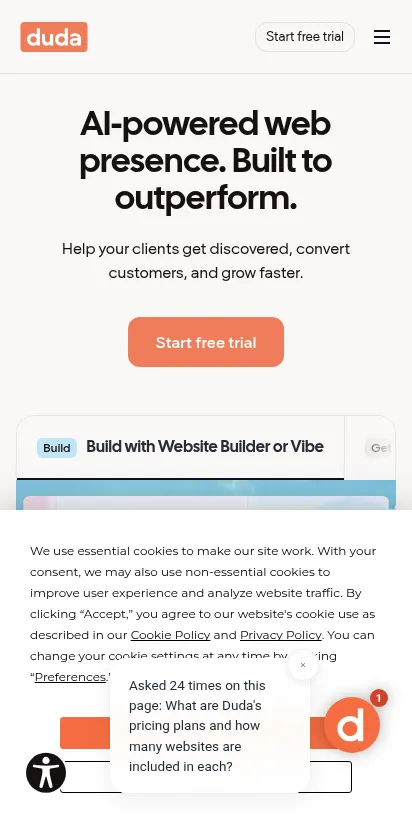 duda
Start free trial
AI-powered web
presence. Built to
outperform.
Help your clients get discovered, convert
customers, and grow faster.
Start free trial
Build Build with Website Builder or Vibe
Get
We use essential cookies to make our site work. With your
consent, we may also use non-essential cookies to
improve user experience and analyze website traffic. By
clicking “Accept,” you agree to our website's cookie use as
described in our Cookie Policy and Privacy Policy. You can
change your cookie settings at any time by
“Preferences.
×
Asked 24 times on this
page: What are Duda's
pricing plans and how
many websites are
included in each?
1
d